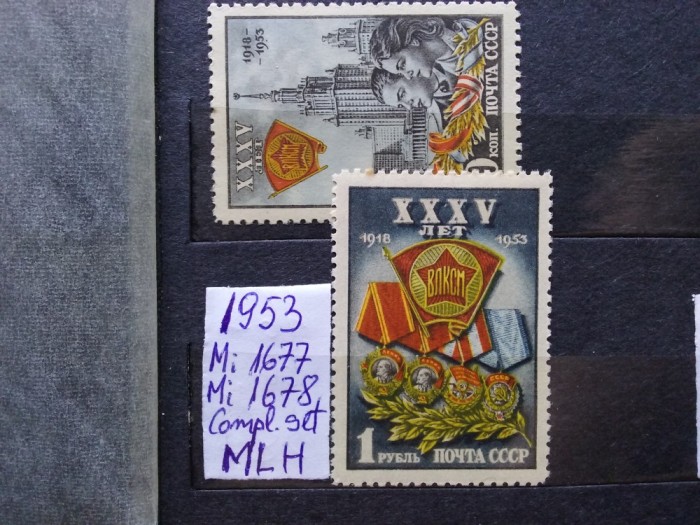 1918-
-1953
XXXV
ЛЕТ
ВЛКСМ
ПОЧТА СССР
КОП.
XXXV
ЛЕТ
1918 1953
ВЛКСМ
1 РУБЛЬ ПОЧТА СССР
1953
Mi 1677
Mi 1678,
Compl. set
MLH